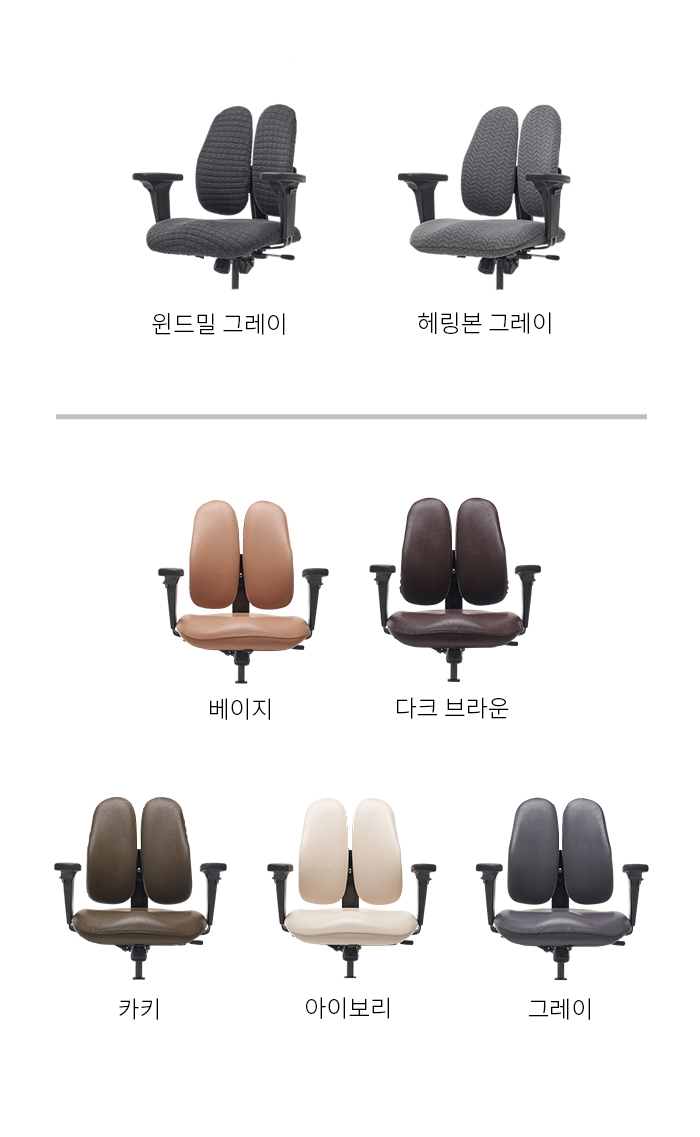 윈드밀 그레이
헤링본 그레이
베이지
다크 브라운
카키
아이보리
그레이